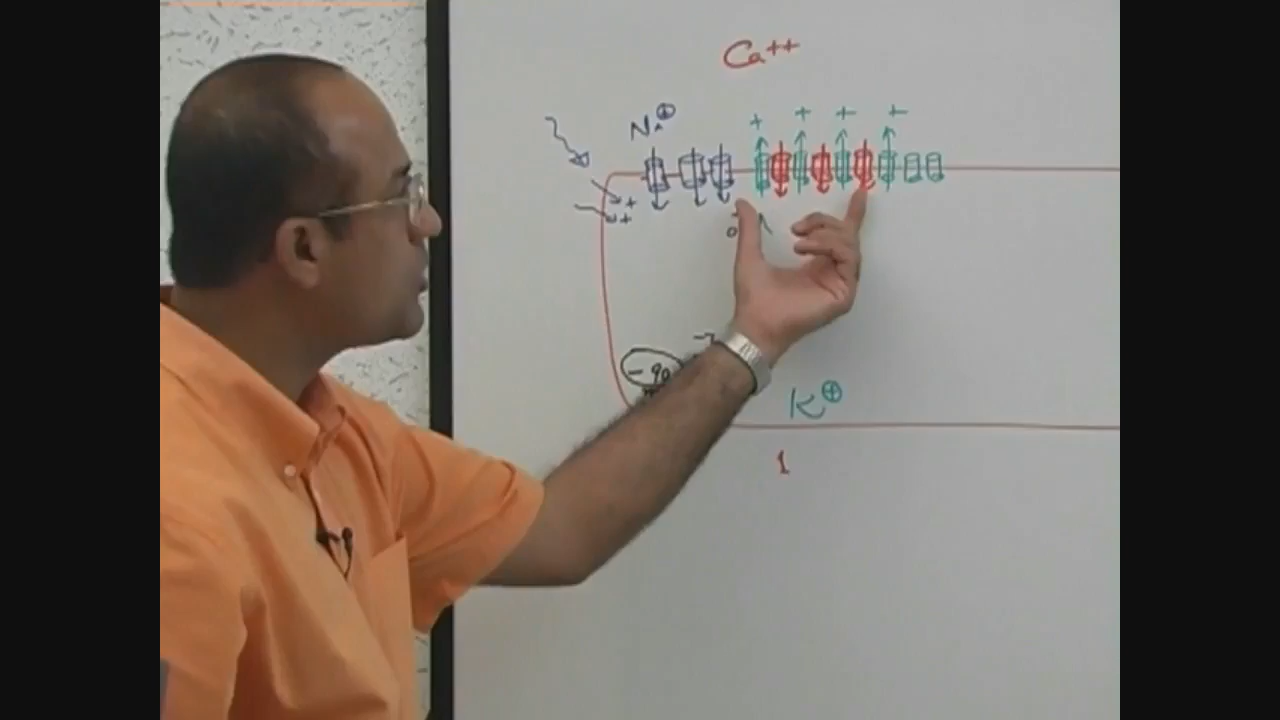 Ca++
Na⊕
+ + + +
+
+
-90
K⊕
1